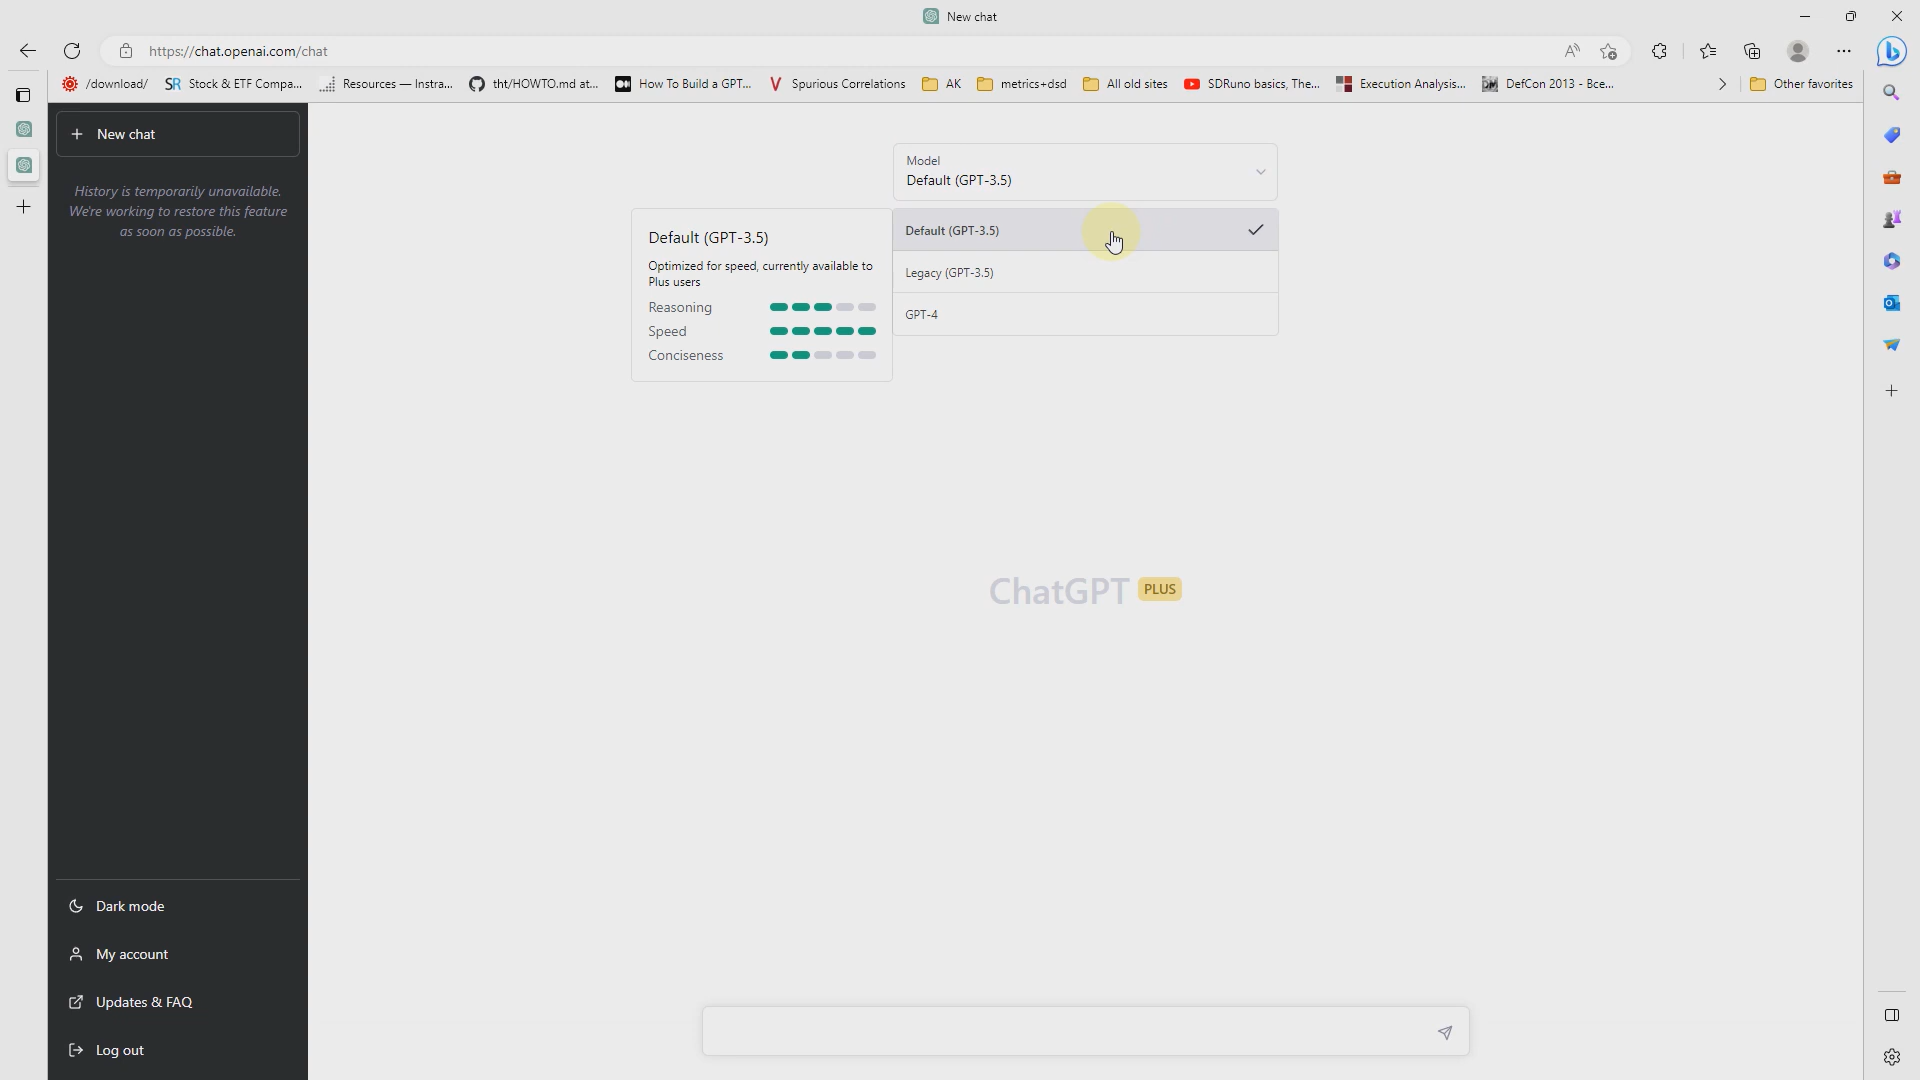 New chat
https://chat.openai.com/chat
/download/
Stock & ETF Compa...
Resources — Instra...
tht/HOWTO.md at...
How To Build a GPT...
Spurious Correlations
AK
metrics+dsd
All old sites
SDRuno basics, The...
Execution Analysis...
DefCon 2013 - Все...
Other favorites
New chat
History is temporarily unavailable.
We're working to restore this feature
as soon as possible.
Model
Default (GPT-3.5)
Default (GPT-3.5)
Legacy (GPT-3.5)
GPT-4
Default (GPT-3.5)
Optimized for speed, currently available to
Plus users
Reasoning
Speed
Conciseness
ChatGPT PLUS
Dark mode
My account
Updates & FAQ
Log out